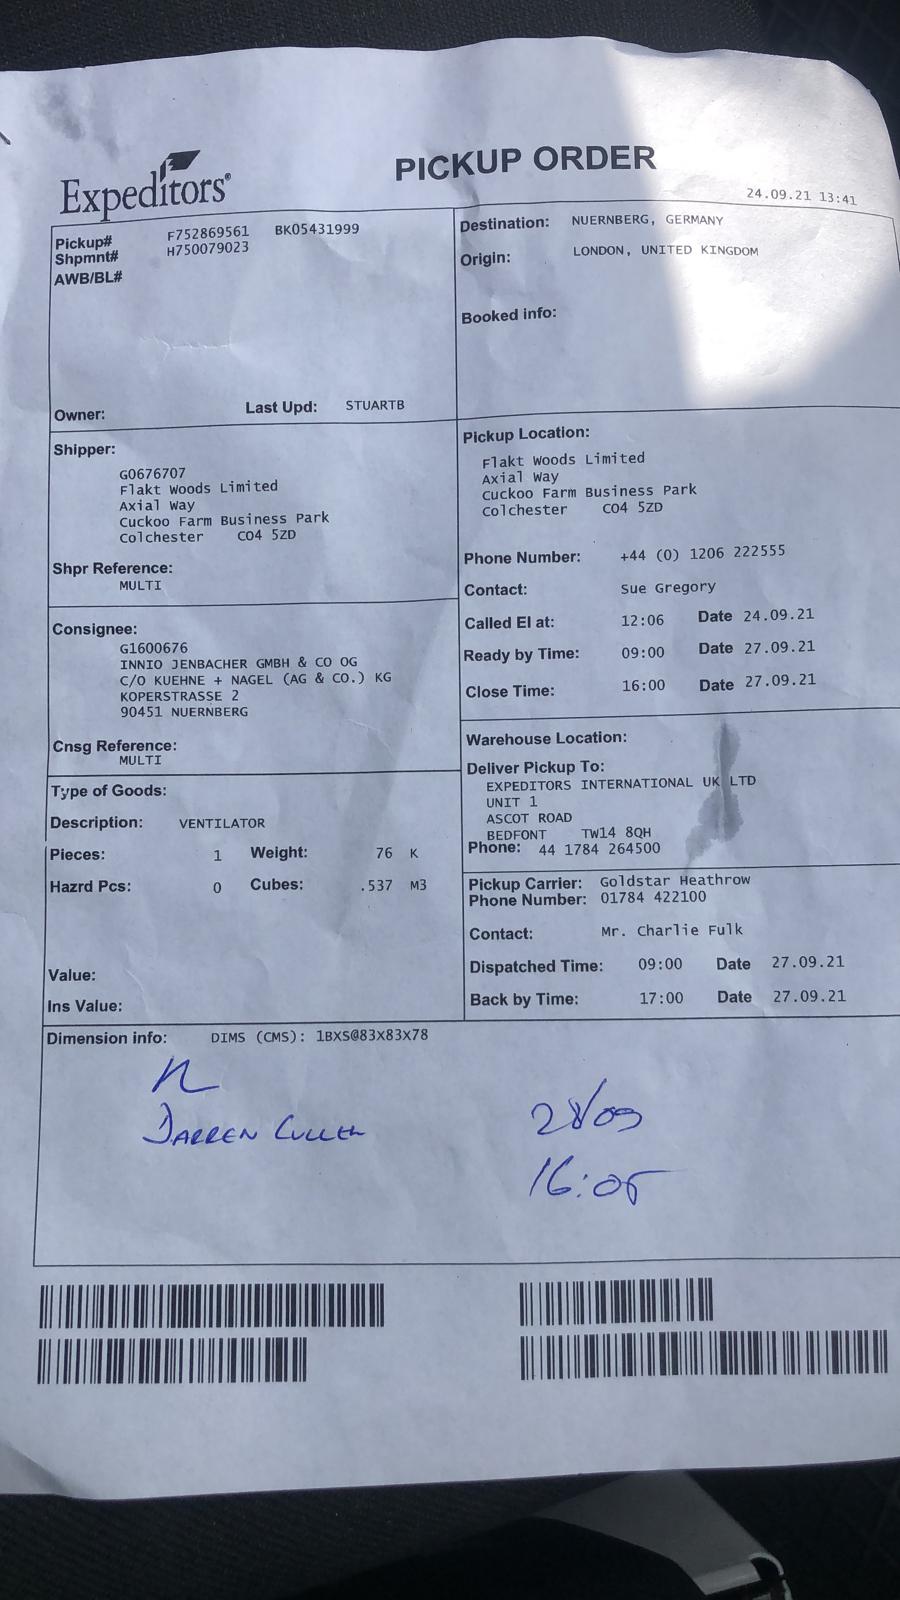 Expeditors®
PICKUP ORDER
24.09.21 13:41
Pickup# F752869561 BK05431999
Shpmnt# H750079023
AWB/BL#
Owner: Last Upd: STUARTB
Destination: NUERNBERG, GERMANY
Origin: LONDON, UNITED KINGDOM
Booked info:
Shipper:
G0676707
Flakt Woods Limited
Axial Way
Cuckoo Farm Business Park
Colchester CO4 5ZD
Shpr Reference:
MULTI
Consignee:
G1600676
INNIO JENBACHER GMBH & CO OG
C/O KUEHNE + NAGEL (AG & CO.) KG
KOPERSTRASSE 2
90451 NUERNBERG
Cnsg Reference:
MULTI
Type of Goods:
Description: VENTILATOR
Pieces: 1 Weight: 76 K
Hazrd Pcs: 0 Cubes: .537 M3
Value:
Ins Value:
Pickup Location:
Flakt Woods Limited
Axial Way
Cuckoo Farm Business Park
Colchester CO4 5ZD
Phone Number: +44 (0) 1206 222555
Contact: Sue Gregory
Called EI at: 12:06 Date 24.09.21
Ready by Time: 09:00 Date 27.09.21
Close Time: 16:00 Date 27.09.21
Warehouse Location:
Deliver Pickup To:
EXPEDITORS INTERNATIONAL UK LTD
UNIT 1
ASCOT ROAD
BEDFONT TW14 8QH
Phone: 44 1784 264500
Pickup Carrier: Goldstar Heathrow
Phone Number: 01784 422100
Contact: Mr. Charlie Fulk
Dispatched Time: 09:00 Date 27.09.21
Back by Time: 17:00 Date 27.09.21
Dimension info: DIMS (CMS): 1BXS@83X83X78
DARREN
28/09
16:05